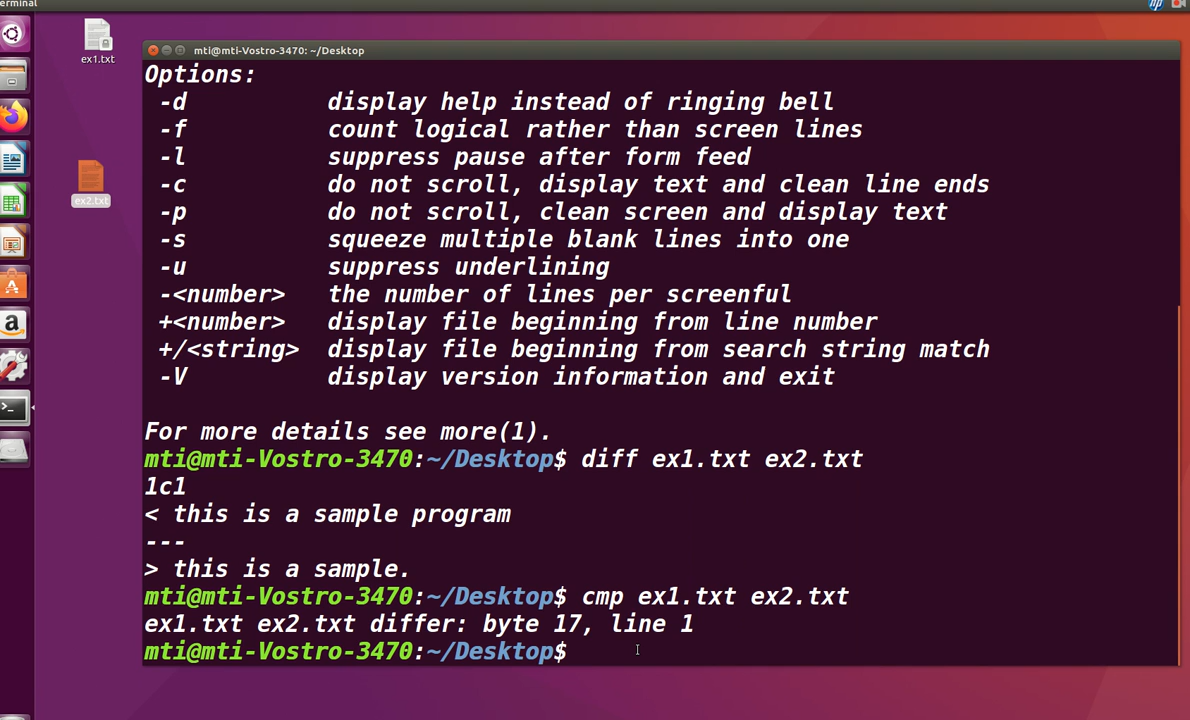 erminal
hp
ex1.txt
ex2.txt
mti@mti-Vostro-3470: ~/Desktop
Options:
-d display help instead of ringing bell
-f count logical rather than screen lines
-l suppress pause after form feed
-c do not scroll, display text and clean line ends
-p do not scroll, clean screen and display text
-s squeeze multiple blank lines into one
-u suppress underlining
-<number> the number of lines per screenful
+<number> display file beginning from line number
+/<string> display file beginning from search string match
-V display version information and exit
For more details see more(1).
mti@mti-Vostro-3470:~/Desktop$ diff ex1.txt ex2.txt
1c1
< this is a sample program
---
> this is a sample.
mti@mti-Vostro-3470:~/Desktop$ cmp ex1.txt ex2.txt
ex1.txt ex2.txt differ: byte 17, line 1
mti@mti-Vostro-3470:~/Desktop$